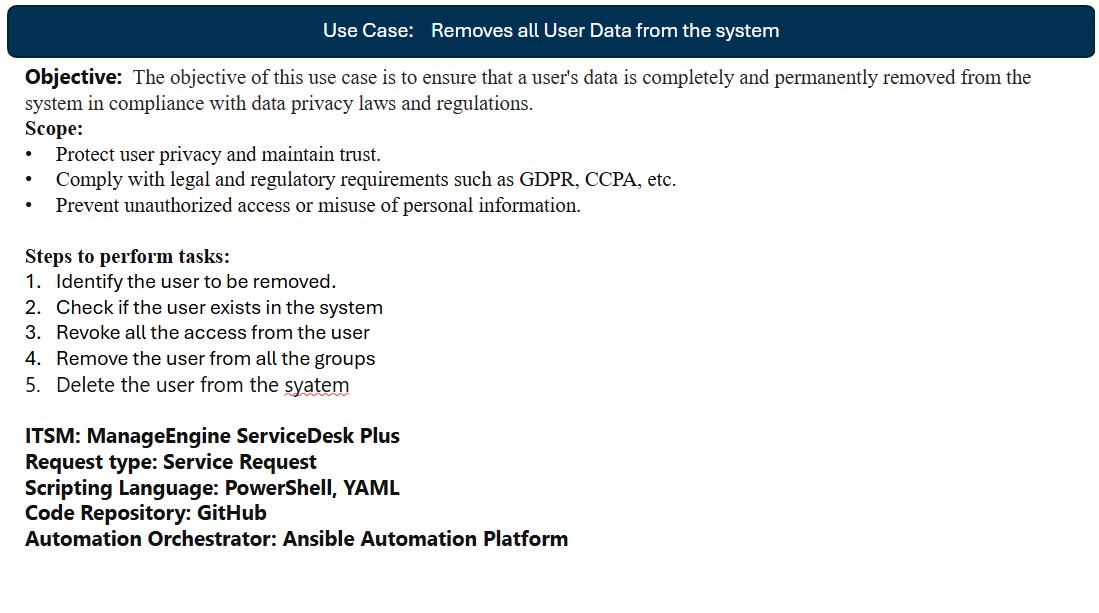 Use Case: Removes all User Data from the system
Objective: The objective of this use case is to ensure that a user's data is completely and permanently removed from the
system in compliance with data privacy laws and regulations.
Scope:
• Protect user privacy and maintain trust.
• Comply with legal and regulatory requirements such as GDPR, CCPA, etc.
• Prevent unauthorized access or misuse of personal information.
Steps to perform tasks:
1. Identify the user to be removed.
2. Check if the user exists in the system
3. Revoke all the access from the user
4. Remove the user from all the groups
5. Delete the user from the syatem
ITSM: ManageEngine ServiceDesk Plus
Request type: Service Request
Scripting Language: PowerShell, YAML
Code Repository: GitHub
Automation Orchestrator: Ansible Automation Platform